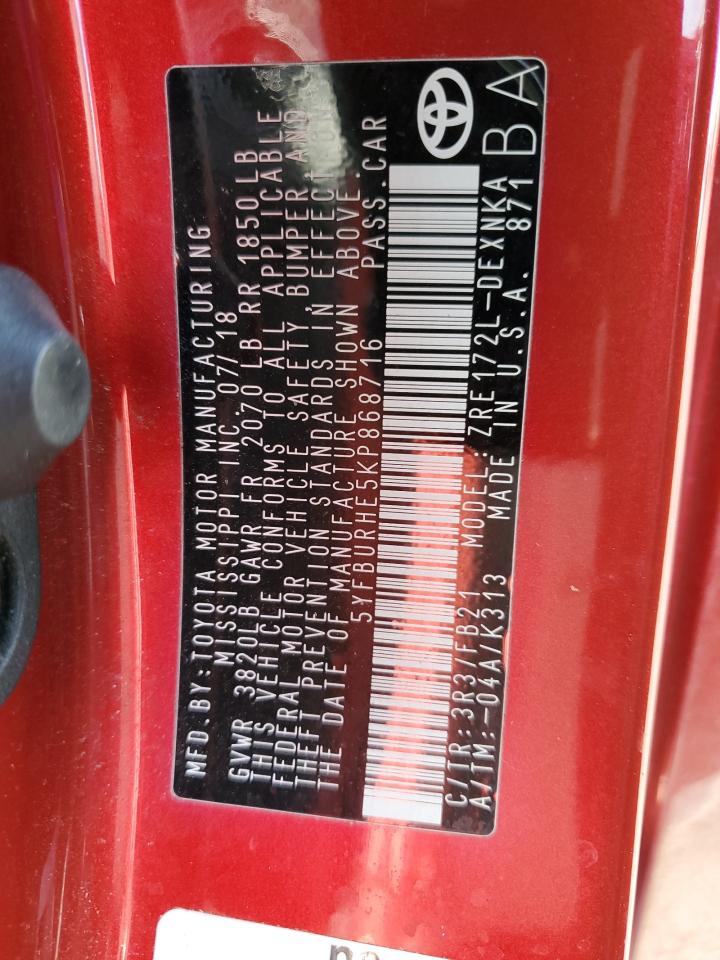 MFD.BY:TOYOTA MOTOR MANUFACTURING
MISSISSIPPI INC. 07/18
GVWR 3820LB GAWR FR 2070 LB RR 1850LB
THIS VEHICLE CONFORMS TO ALL APPLICABLE
FEDERAL MOTOR VEHICLE SAFETY, BUMPER AND
THEFT PREVENTION STANDARDS IN EFFECT ON
THE DATE OF MANUFACTURE SHOWN ABOVE.
5YFBURHE5KP868716 PASS.CAR
C/TR:3R3/FB21 MODEL:ZRE172L-DEXNKA
A/TM:-04A/K313 MADE IN U.S.A. 871 BA